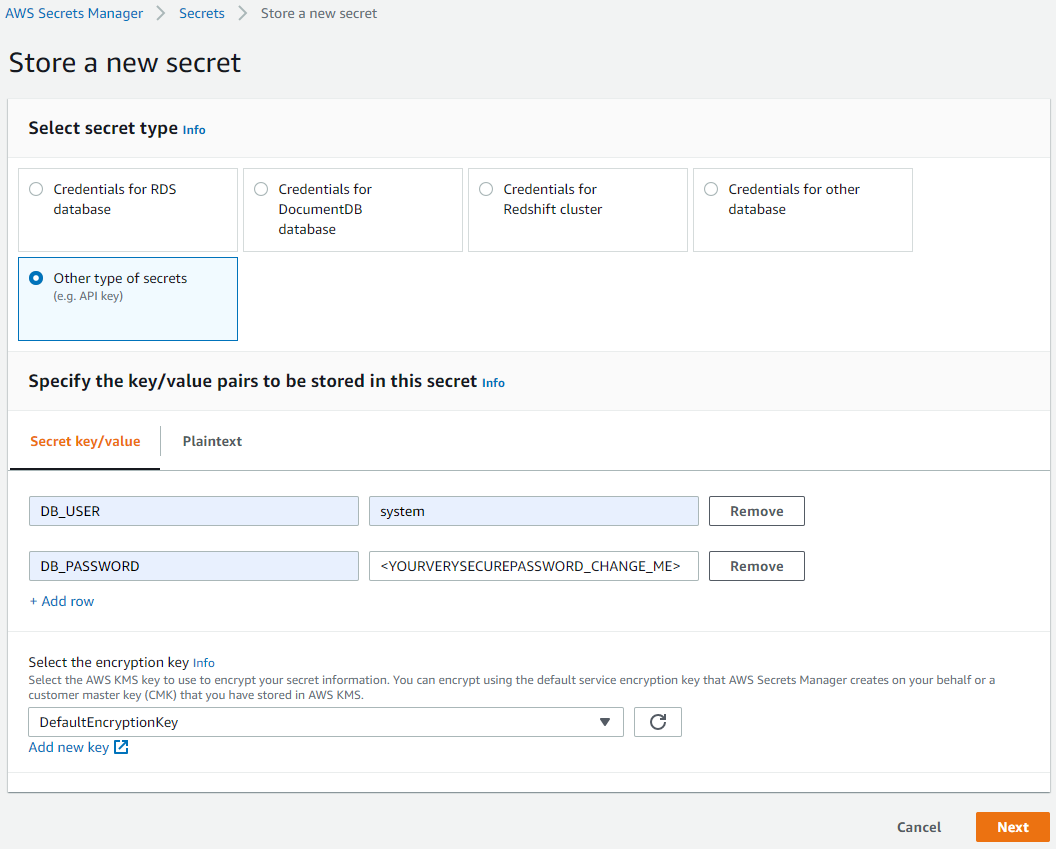 AWS Secrets Manager > Secrets > Store a new secret
Store a new secret
Select secret type Info
Credentials for RDS
database
Credentials for
DocumentDB
database
Credentials for
Redshift cluster
Credentials for other
database
Other type of secrets
(e.g. API key)
Specify the key/value pairs to be stored in this secret Info
Secret key/value
Plaintext
DB_USER
system
Remove
DB_PASSWORD
<YOURVERYSECUREPASSWORD_CHANGE_ME>
Remove
+ Add row
Select the encryption key Info
Select the AWS KMS key to use to encrypt your secret information. You can encrypt using the default service encryption key that AWS Secrets Manager creates on your behalf or a
customer master key (CMK) that you have stored in AWS KMS.
DefaultEncryptionKey
Add new key
Cancel
Next